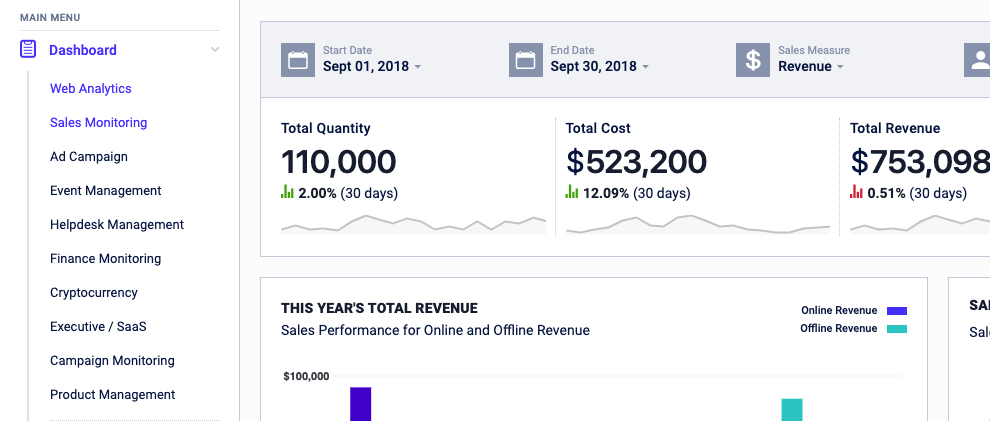 MAIN MENU
Dashboard
Web Analytics
Sales Monitoring
Ad Campaign
Event Management
Helpdesk Management
Finance Monitoring
Cryptocurrency
Executive / SaaS
Campaign Monitoring
Product Management
Start Date
Sept 01, 2018
End Date
Sept 30, 2018
Sales Measure
Revenue
Total Quantity
110,000
2.00% (30 days)
Total Cost
$523,200
12.09% (30 days)
Total Revenue
$753,098
0.51% (30 days)
THIS YEAR'S TOTAL REVENUE
Sales Performance for Online and Offline Revenue
Online Revenue
Offline Revenue
$100,000